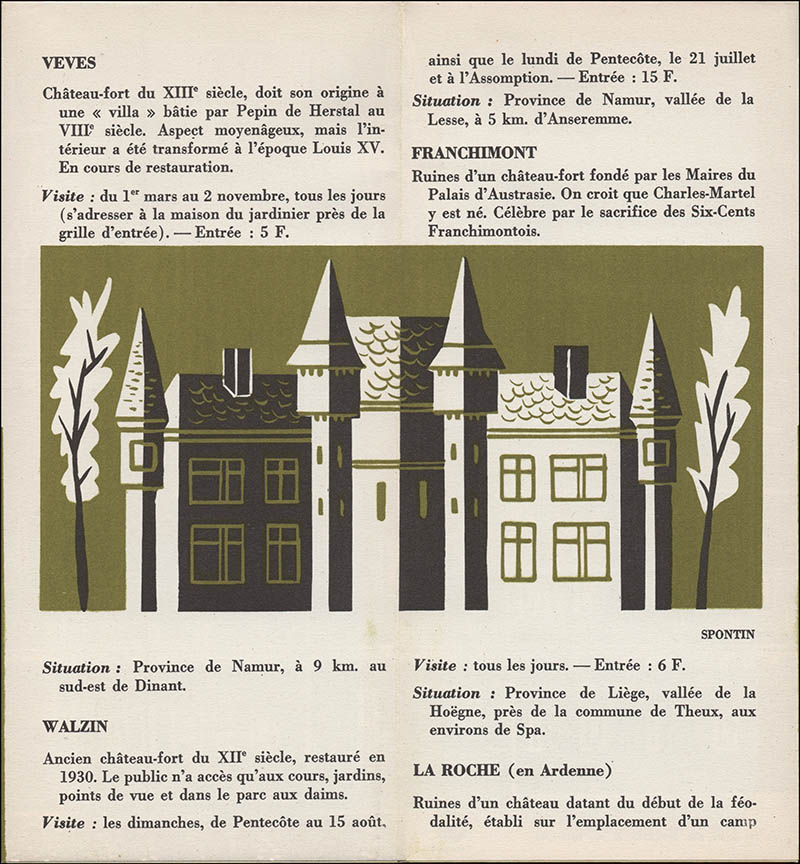 VEVES
Château-fort du XIIIe siècle, doit son origine à
une « villa » bâtie par Pepin de Herstal au
VIIIe siècle. Aspect moyenâgeux, mais l'in-
térieur a été transformé à l'époque Louis XV.
En cours de restauration.
Visite : du 1er mars au 2 novembre, tous les jours
(s'adresser à la maison du jardinier près de la
grille d'entrée). — Entrée : 5 F.
Situation : Province de Namur, à 9 km. au
sud-est de Dinant.
WALZIN
Ancien château-fort du XIIe siècle, restauré en
1930. Le public n'a accès qu'aux cours, jardins,
points de vue et dans le parc aux daims.
Visite : les dimanches, de Pentecôte au 15 août,
ainsi que le lundi de Pentecôte, le 21 juillet
et à l'Assomption. — Entrée : 15 F.
Situation : Province de Namur, vallée de la
Lesse, à 5 km. d'Anseremme.
FRANCHIMONT
Ruines d'un château-fort fondé par les Maires du
Palais d'Austrasie. On croit que Charles-Martel
y est né. Célèbre par le sacrifice des Six-Cents
Franchimontois.
SPONTIN
Visite : tous les jours. — Entrée : 6 F.
Situation : Province de Liège, vallée de la
Hoëgne, près de la commune de Theux, aux
environs de Spa.
LA ROCHE (en Ardenne)
Ruines d'un château datant du début de la féo-
dalité, établi sur l'emplacement d'un camp